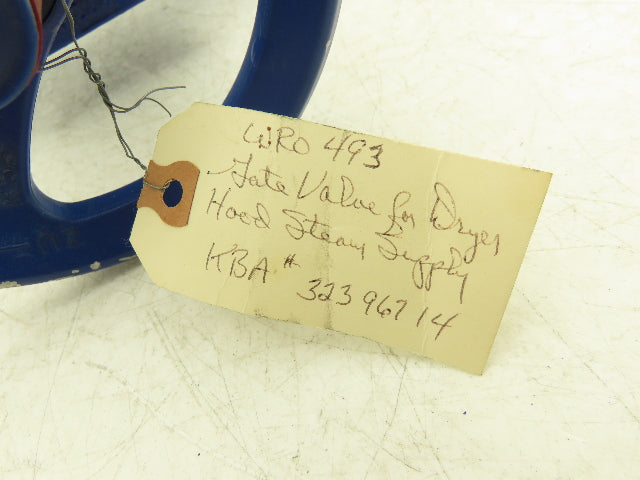 WRO 493
Gate Valve for Dryer
Hood Steam Supply
KBA # 32396714